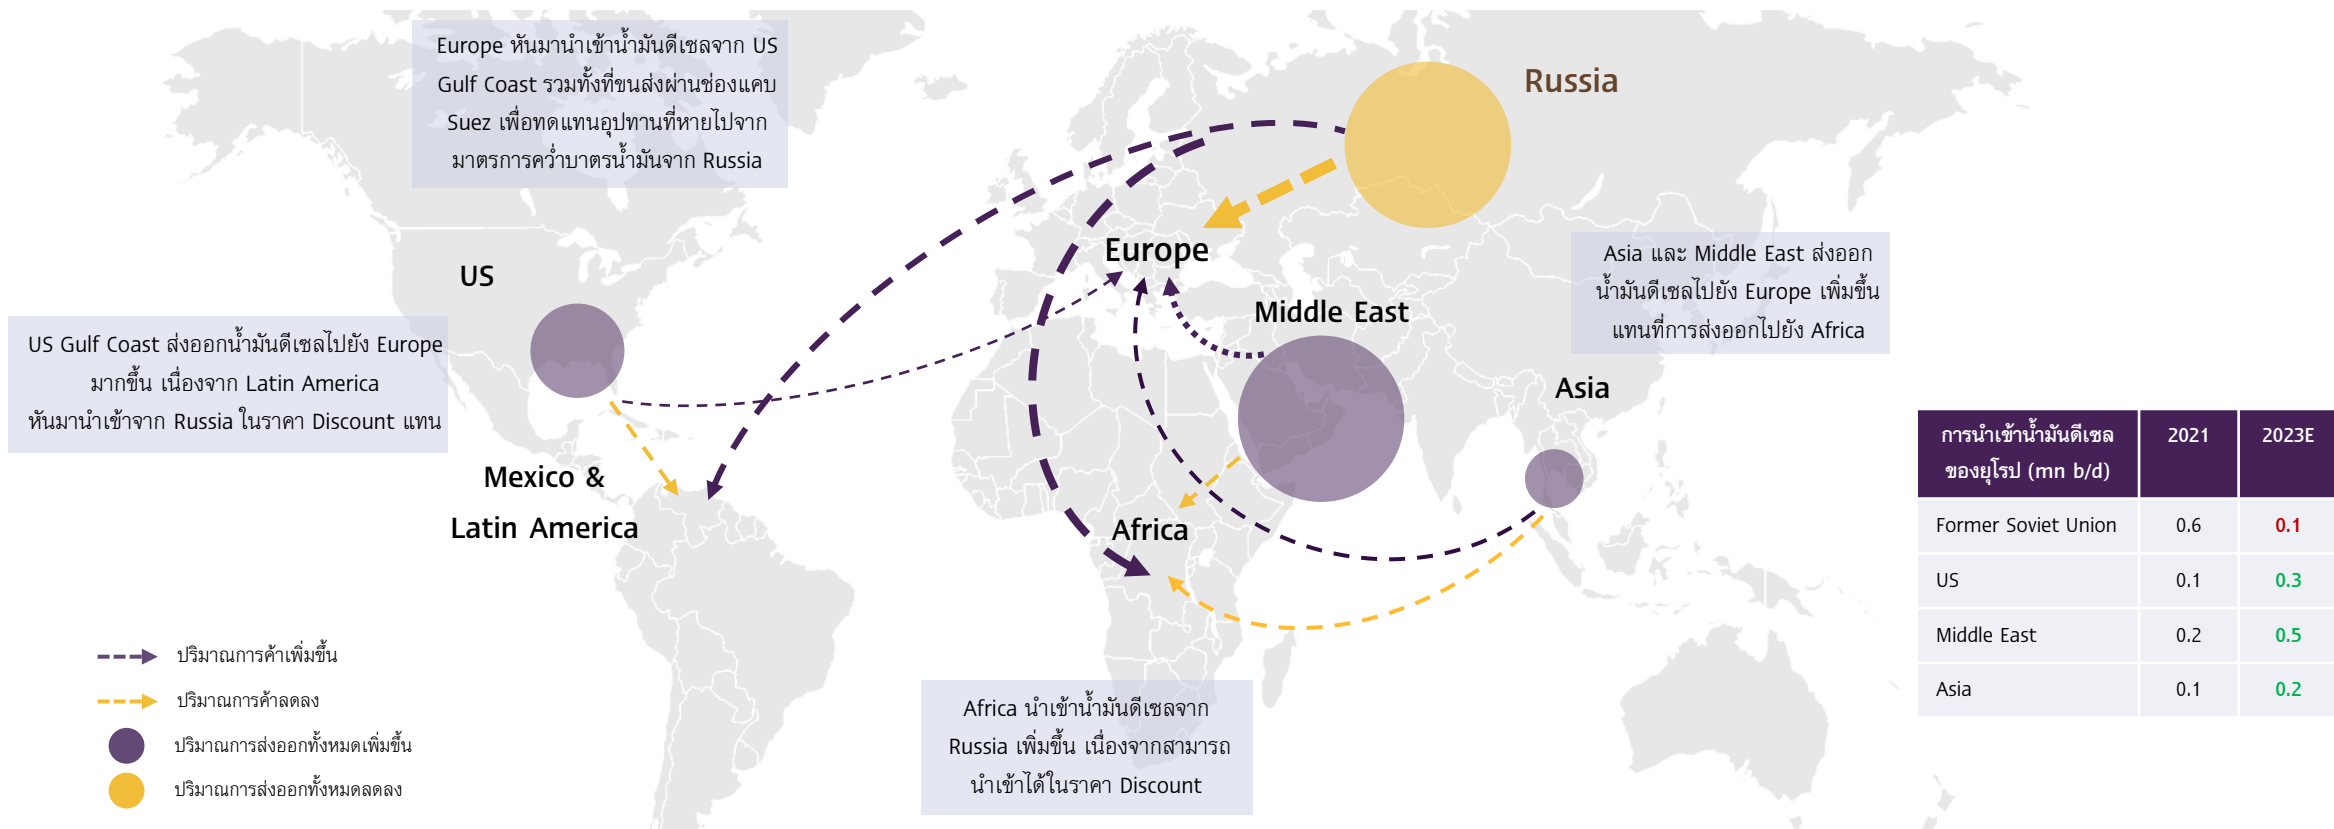 Europe หันมานำเข้าน้ำมันดีเซลจาก US
Gulf Coast รวมทั้งที่ขนส่งผ่านช่องแคบ
Suez เพื่อทดแทนอุปทานที่หายไปจาก
มาตรการคว่ำบาตรน้ำมันจาก Russia
Russia
Europe
US
Middle East
Asia และ Middle East ส่งออก
น้ำมันดีเซลไปยัง Europe เพิ่มขึ้น
แทนที่การส่งออกไปยัง Africa
US Gulf Coast ส่งออกน้ำมันดีเซลไปยัง Europe
มากขึ้น เนื่องจาก Latin America
หันมานำเข้าจาก Russia ในราคา Discount แทน
Asia
Mexico &
Latin America
Africa
การนำเข้าน้ำมันดีเซล ของยุโรป (mn b/d) 2021 2023E
Former Soviet Union 0.6 0.1
US 0.1 0.3
Middle East 0.2 0.5
Asia 0.1 0.2
ปริมาณการค้าเพิ่มขึ้น
ปริมาณการค้าลดลง
ปริมาณการส่งออกทั้งหมดเพิ่มขึ้น
ปริมาณการส่งออกทั้งหมดลดลง
Africa นำเข้าน้ำมันดีเซลจาก
Russia เพิ่มขึ้น เนื่องจากสามารถ
นำเข้าได้ในราคา Discount